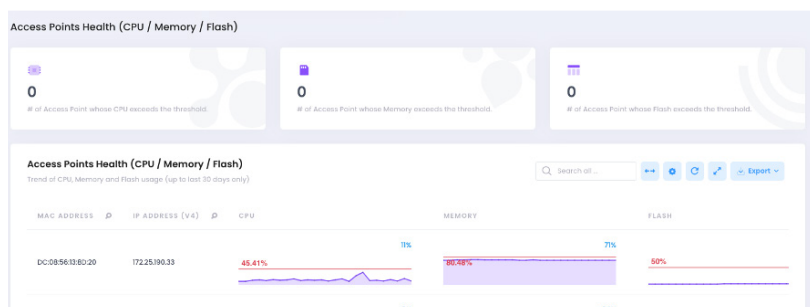 Access Points Health (CPU / Memory / Flash)
0
# of Access Point whose CPU exceeds the threshold.
0
# of Access Point whose Memory exceeds the threshold.
0
# of Access Point whose Flash exceeds the threshold.
Access Points Health (CPU / Memory / Flash)
Trend of CPU, Memory and Flash usage (up to last 30 days only)
Search all ...
Export
MAC ADDRESS IP ADDRESS (V4) CPU MEMORY FLASH
11% 71%
DC:08:56:13:BD:20 172.25.190.33 45.41% 80.48% 50%